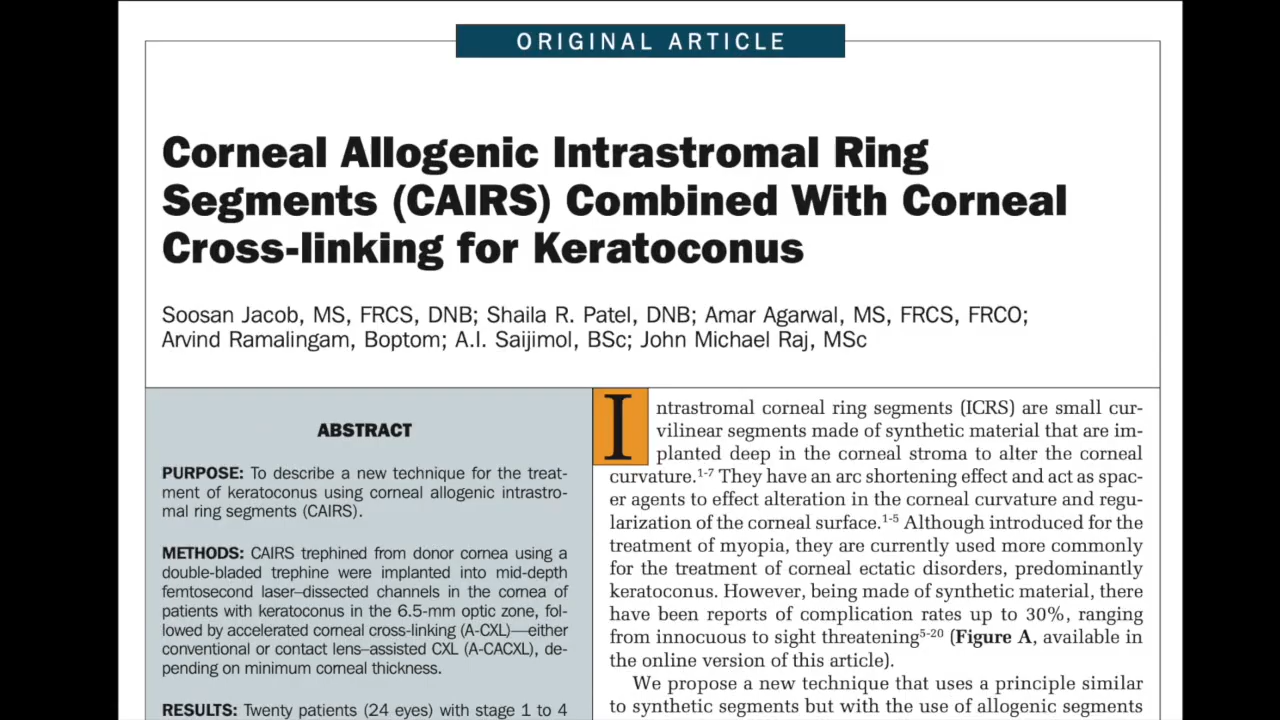 ORIGINAL ARTICLE
Corneal Allogenic Intrastromal Ring
Segments (CAIRS) Combined With Corneal
Cross-linking for Keratoconus
Soosan Jacob, MS, FRCS, DNB; Shaila R. Patel, DNB; Amar Agarwal, MS, FRCS, FRCO;
Arvind Ramalingam, Boptom; A.I. Saijimol, BSc; John Michael Raj, MSc
ABSTRACT
PURPOSE: To describe a new technique for the treat-
ment of keratoconus using corneal allogenic intrastro-
mal ring segments (CAIRS).
METHODS: CAIRS trephined from donor cornea using a
double-bladed trephine were implanted into mid-depth
femtosecond laser–dissected channels in the cornea of
patients with keratoconus in the 6.5-mm optic zone, fol-
lowed by accelerated corneal cross-linking (A-CXL)—either
conventional or contact lens–assisted CXL (A-CACXL), de-
pending on minimum corneal thickness.
RESULTS: Twenty patients (24 eyes) with stage 1 to 4
Intrastromal corneal ring segments (ICRS) are small cur-
vilinear segments made of synthetic material that are im-
planted deep in the corneal stroma to alter the corneal
curvature.1-7 They have an arc shortening effect and act as spac-
er agents to effect alteration in the corneal curvature and regu-
larization of the corneal surface.1-5 Although introduced for the
treatment of myopia, they are currently used more commonly
for the treatment of corneal ectatic disorders, predominantly
keratoconus. However, being made of synthetic material, there
have been reports of complication rates up to 30%, ranging
from innocuous to sight threatening5-20 (Figure A, available in
the online version of this article).
We propose a new technique that uses a principle similar
to synthetic segments but with the use of allogenic segments